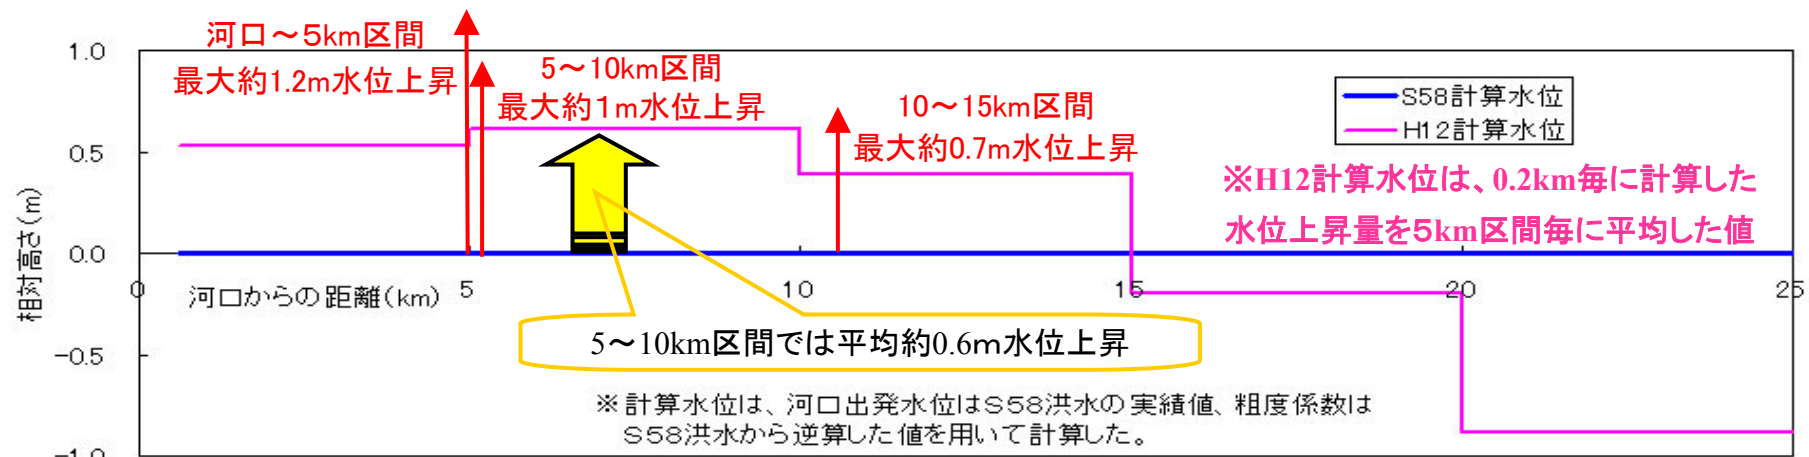 河口～5km区間
最大約1.2m水位上昇
5～10km区間
最大約1m水位上昇
10～15km区間
最大約0.7m水位上昇
S58計算水位
H12計算水位
※H12計算水位は、0.2km毎に計算した
水位上昇量を5km区間毎に平均した値
相対高さ(m)
1.0
0.5
0.0
-0.5
-1.0
0
5
10
15
20
25
河口からの距離(km)
5～10km区間では平均約0.6m水位上昇
※計算水位は、河口出発水位はS58洪水の実績値、粗度係数は
S58洪水から逆算した値を用いて計算した。